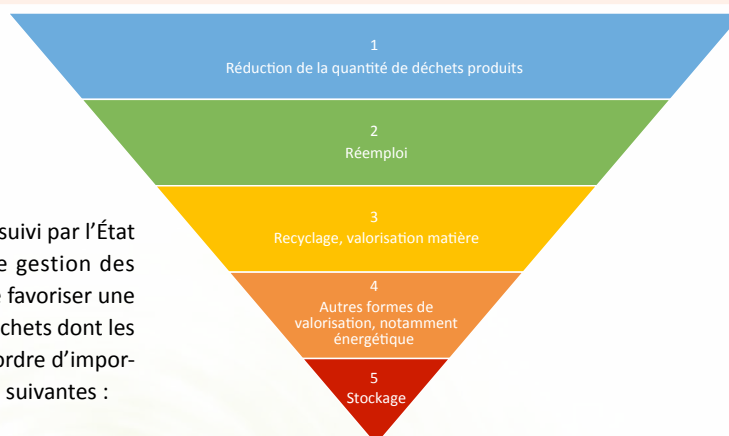 1
Réduction de la quantité de déchets produits
2
Réemploi
3
Recyclage, valorisation matière
4
Autres formes de
valorisation, notamment
énergétique
5
Stockage
suivi par l’État
e gestion des
favoriser une
chets dont les
ordre d’impor-
suivantes :